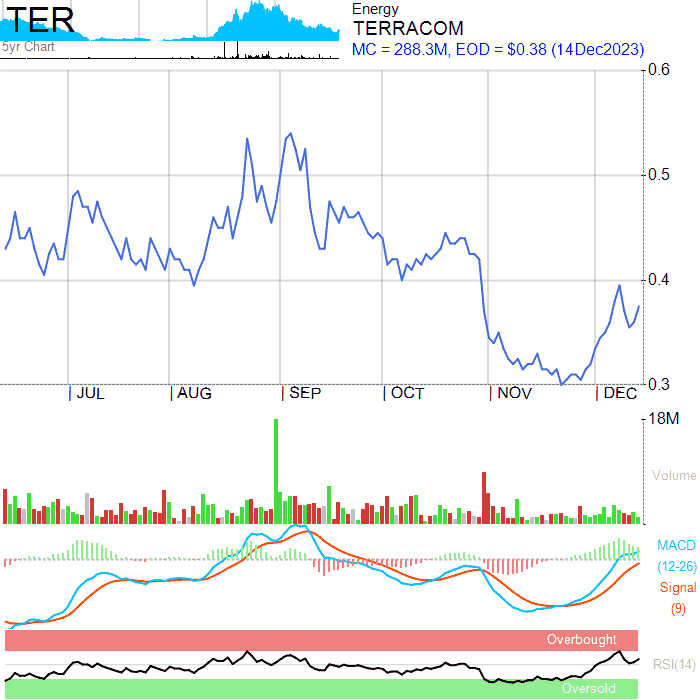 TER
5yr Chart
Energy
TERRACOM
MC = 288.3M, EOD = $0.38 (14Dec2023)
0.6
0.5
0.4
0.3
JUL
AUG
SEP
OCT
NOV
DEC
18M
Volume
MACD
(12-26)
Signal
(9)
Overbought
RSI(14)
Oversold